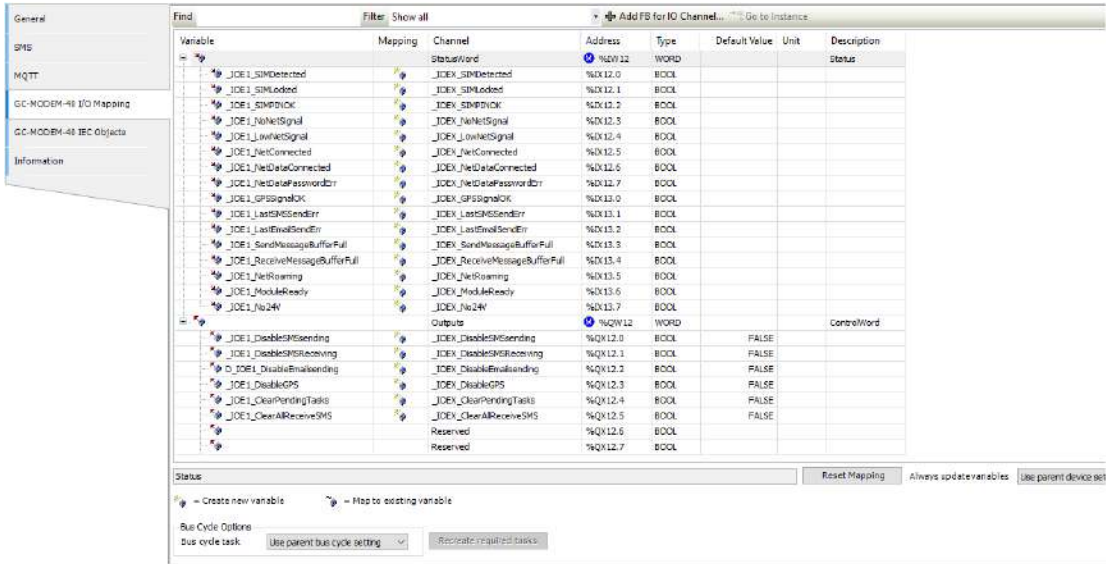 General
SMS
MQTT
GC-MODEM-48 I/O Mapping
GC-MODEM-48 IEC Objects
Information
Find Filter Show all Add FB for IO Channel... Go to Instance
Variable Mapping Channel Address Type Default Value Unit Description
StatusWord %IW12 WORD Status
_IOE1_SIMDetected _IOEX_SIMDetected %IX12.0 BOOL
_IOE1_SIMLocked _IOEX_SIMLocked %IX12.1 BOOL
_IOE1_SIMPINOK _IOEX_SIMPINOK %IX12.2 BOOL
_IOE1_NoNetSignal _IOEX_NoNetSignal %IX12.3 BOOL
_IOE1_LowNetSignal _IOEX_LowNetSignal %IX12.4 BOOL
_IOE1_NetConnected _IOEX_NetConnected %IX12.5 BOOL
_IOE1_NetDataConnected _IOEX_NetDataConnected %IX12.6 BOOL
_IOE1_NetDataPasswordErr _IOEX_NetDataPasswordErr %IX12.7 BOOL
_IOE1_GPSSignalOK _IOEX_GPSSignalOK %IX13.0 BOOL
_IOE1_LastSMSSendErr _IOEX_LastSMSSendErr %IX13.1 BOOL
_IOE1_LastEmailSendErr _IOEX_LastEmailSendErr %IX13.2 BOOL
_IOE1_SendMessageBufferFull _IOEX_SendMessageBufferFull %IX13.3 BOOL
_IOE1_ReceiveMessageBufferFull _IOEX_ReceiveMessageBufferFull %IX13.4 BOOL
_IOE1_NetRoaming _IOEX_NetRoaming %IX13.5 BOOL
_IOE1_ModuleReady _IOEX_ModuleReady %IX13.6 BOOL
_IOE1_No24V _IOEX_No24V %IX13.7 BOOL
Outputs %QW12 WORD ControlWord
_IOE1_DisableSMSsending _IOEX_DisableSMSsending %QX12.0 BOOL FALSE
_IOE1_DisableSMSReceiving _IOEX_DisableSMSReceiving %QX12.1 BOOL FALSE
D_IOE1_DisableEmailsending _IOEX_DisableEmailsending %QX12.2 BOOL FALSE
_IOE1_DisableGPS _IOEX_DisableGPS %QX12.3 BOOL FALSE
_IOE1_ClearPendingTasks _IOEX_ClearPendingTasks %QX12.4 BOOL FALSE
_IOE1_ClearAllReceiveSMS _IOEX_ClearAllReceiveSMS %QX12.5 BOOL FALSE
Reserved %QX12.6 BOOL
Reserved %QX12.7 BOOL
Status Reset Mapping Always update variables Use parent device set
= Create new variable = Map to existing variable
Bus Cycle Options
Bus cycle task Use parent bus cycle setting Recreate required tasks